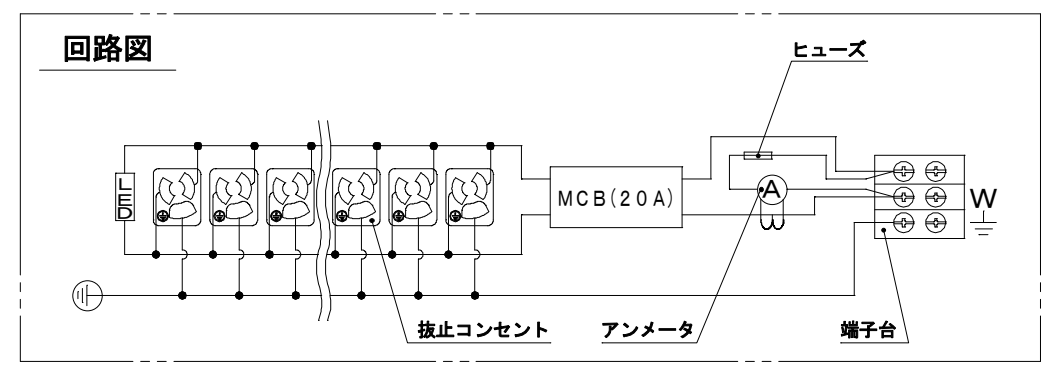 回路図
ヒューズ
LED
MCB(20A)
A
W
抜止コンセント
アンメータ
端子台